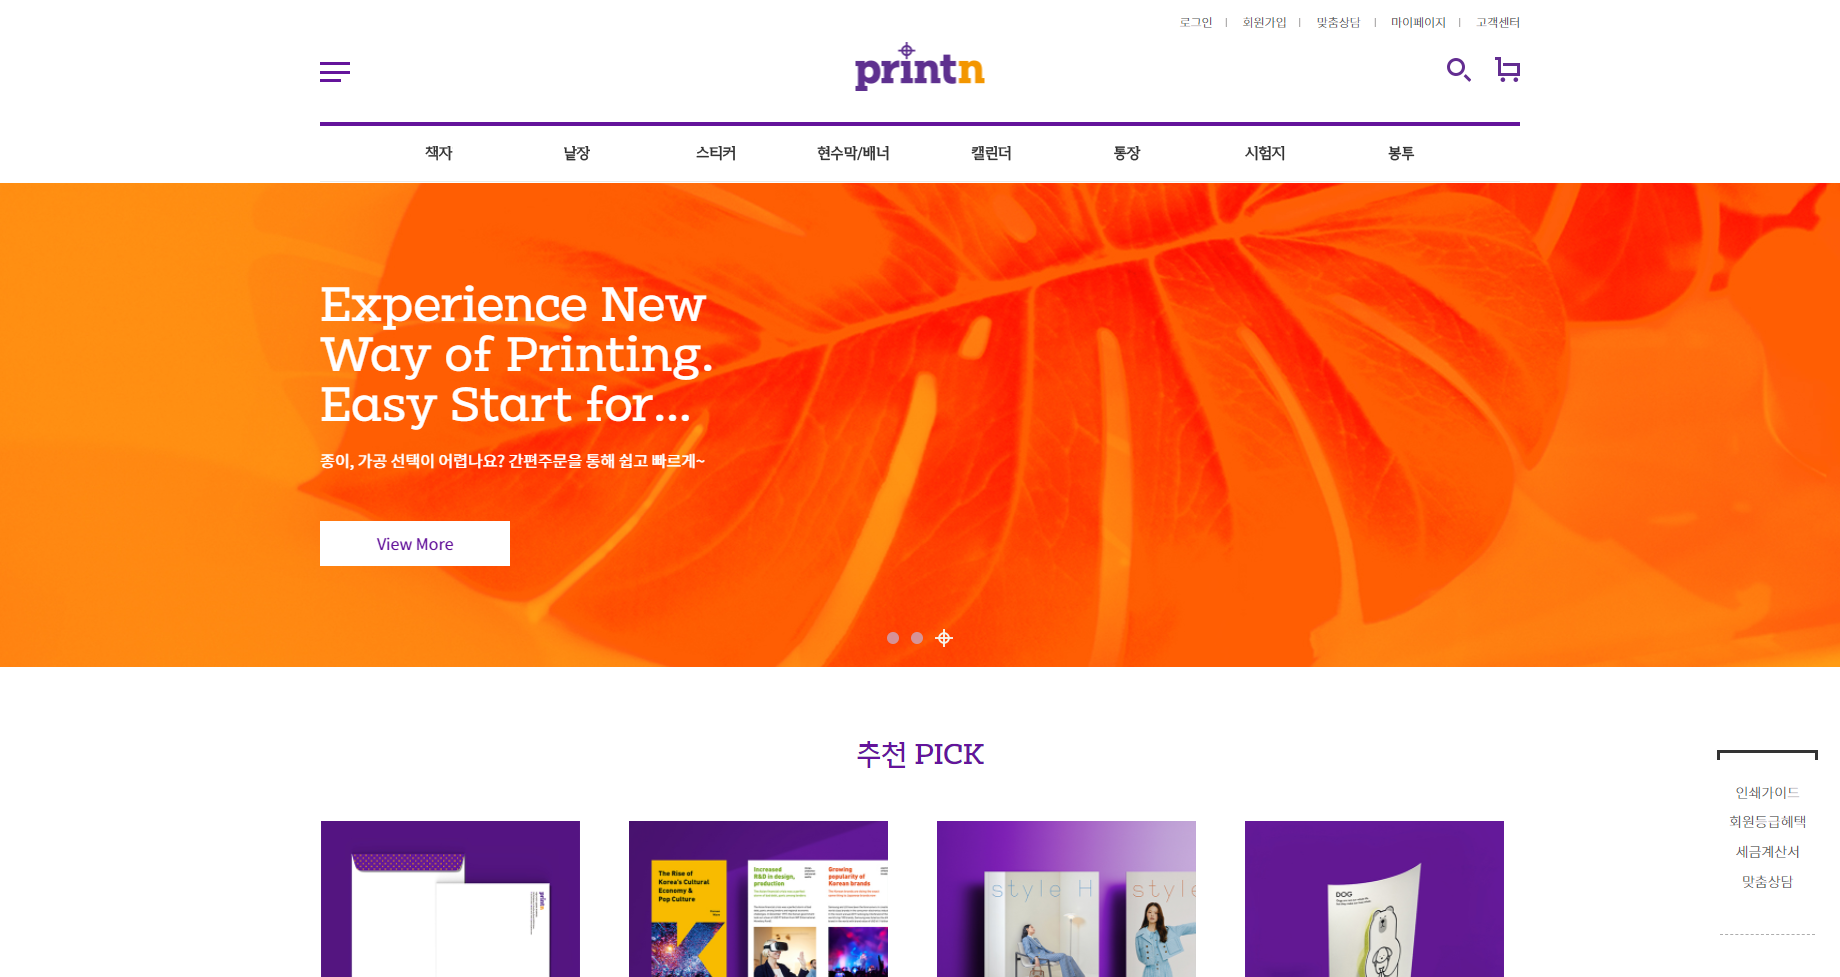 로그인
회원가입
맞춤상담
마이페이지
고객센터
printn
책자
낱장
스티커
현수막/배너
캘린더
통장
시험지
봉투
Experience New
Way of Printing.
Easy Start for...
종이, 가공 선택이 어렵나요? 간편주문을 통해 쉽고 빠르게~
View More
추천 PICK
인쇄가이드
회원등급혜택
세금계산서
맞춤상담
printn
The Rise of
Korea's Cultural
Economy &
Pop Culture
Increased
R&D in design,
production
Growing
popularity of
Korean brands
style H
style
DOG